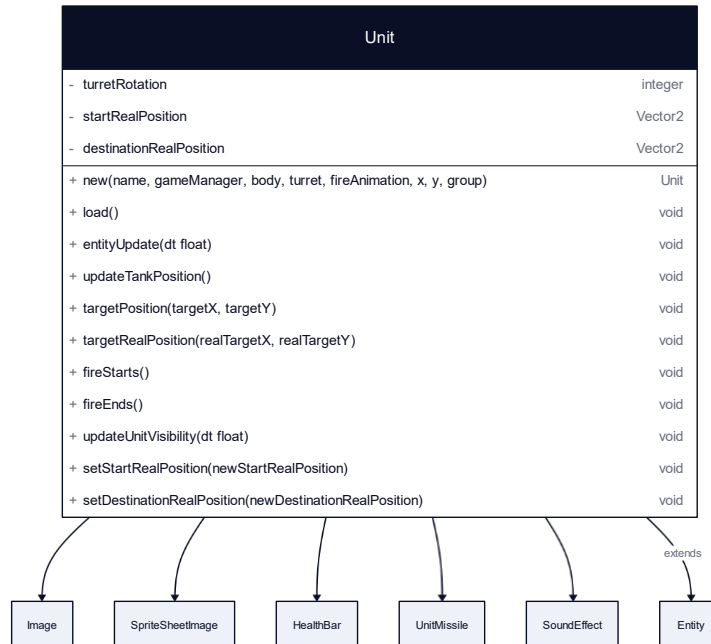 Unit
- turretRotation integer
- startRealPosition Vector2
- destinationRealPosition Vector2
+ new(name, gameManager, body, turret, fireAnimation, x, y, group) Unit
+ load() void
+ entityUpdate(dt float) void
+ updateTankPosition() void
+ targetPosition(targetX, targetY) void
+ targetRealPosition(realTargetX, realTargetY) void
+ fireStarts() void
+ fireEnds() void
+ updateUnitVisibility(dt float) void
+ setStartRealPosition(newStartRealPosition) void
+ setDestinationRealPosition(newDestinationRealPosition) void
extends
Image SpriteSheetImage HealthBar UnitMissile SoundEffect Entity